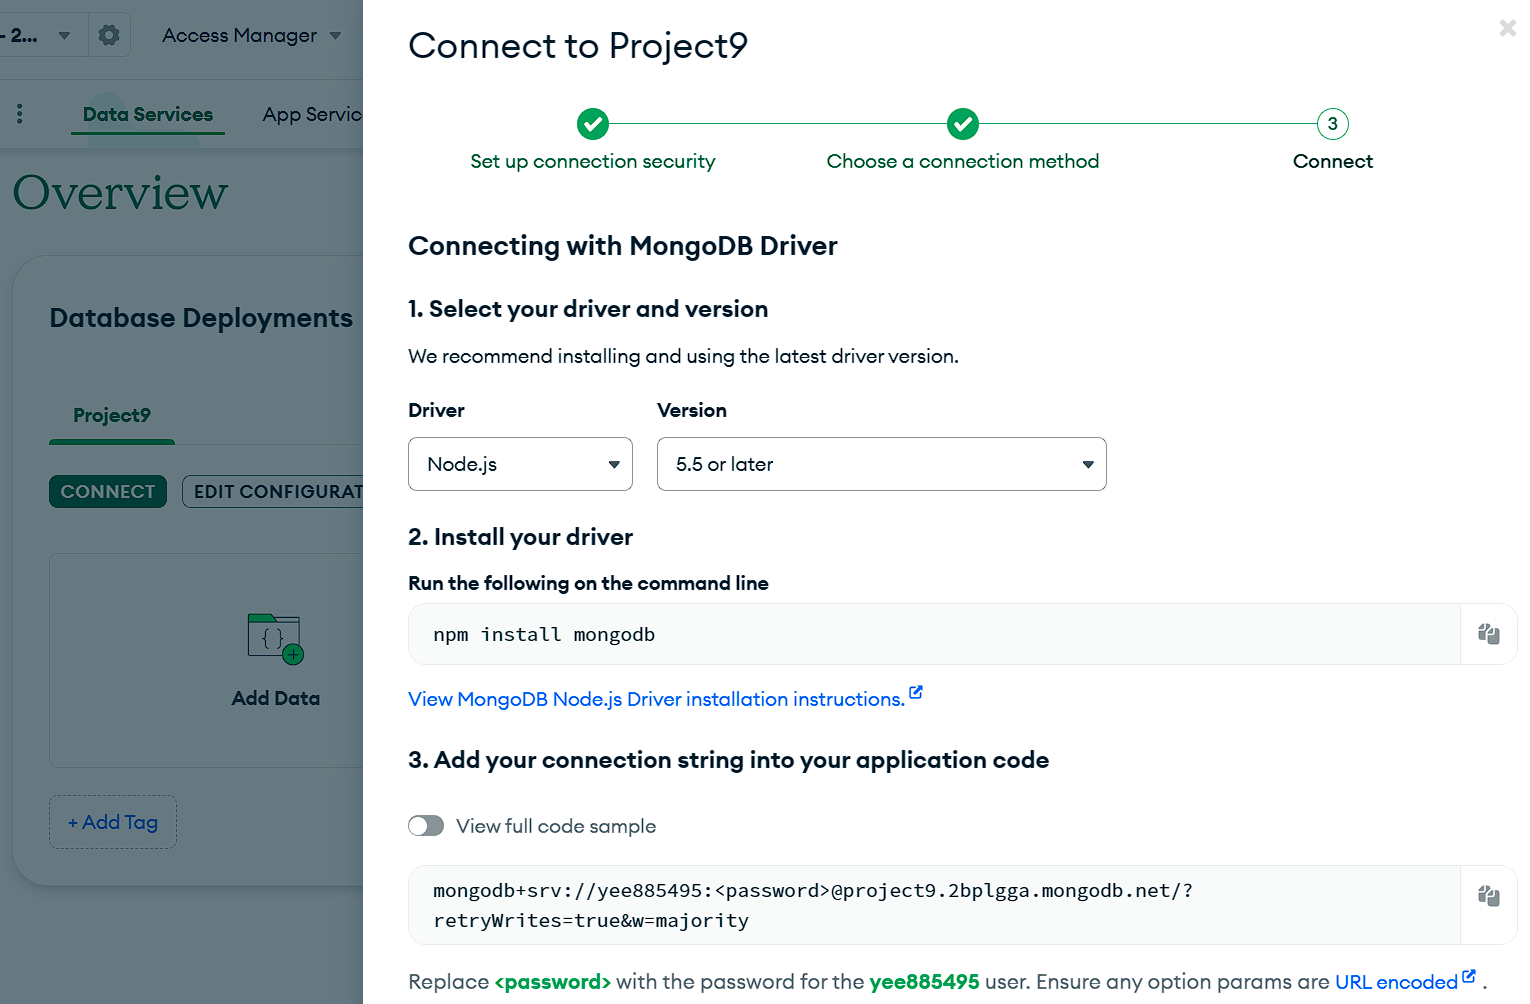 - 2...
Access Manager
Data Services
App Servic
Overview
Database Deployments
Project9
CONNECT
EDIT CONFIGURAT
{ }
Add Data
+ Add Tag
Connect to Project9
Set up connection security
Choose a connection method
3
Connect
Connecting with MongoDB Driver
1. Select your driver and version
We recommend installing and using the latest driver version.
Driver
Version
Node.js
5.5 or later
2. Install your driver
Run the following on the command line
npm install mongodb
View MongoDB Node.js Driver installation instructions.
3. Add your connection string into your application code
View full code sample
mongodb+srv://yee885495:<password>@project9.2bplgga.mongodb.net/?
retryWrites=true&w=majority
Replace <password> with the password for the yee885495 user. Ensure any option params are URL encoded .